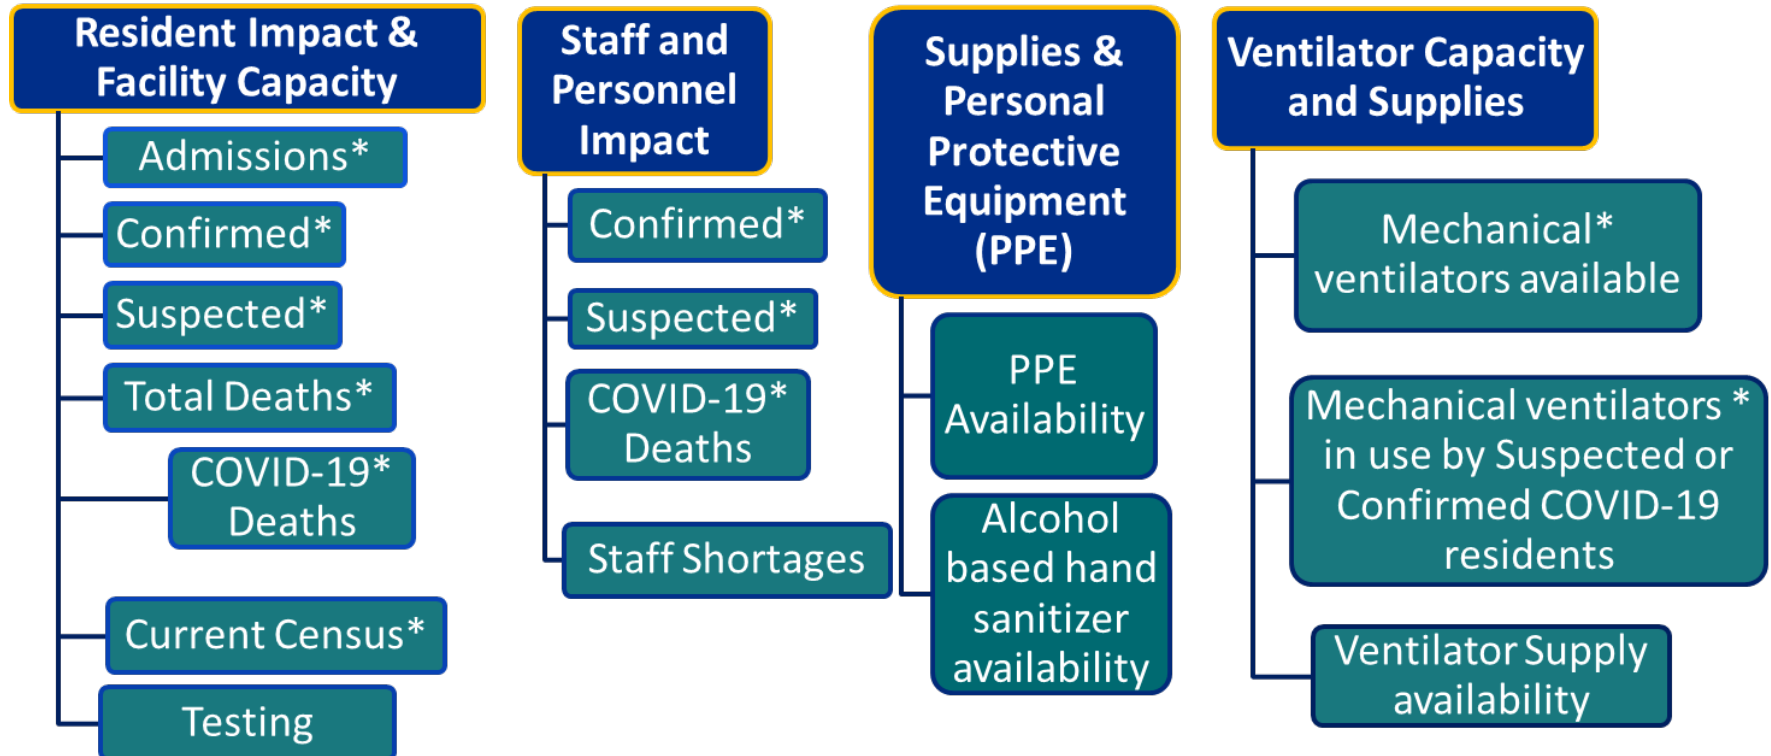 Resident Impact &
Facility Capacity
Admissions*
Confirmed*
Suspected*
Total Deaths*
COVID-19*
Deaths
Current Census*
Testing
Staff and
Personnel
Impact
Confirmed*
Suspected*
COVID-19*
Deaths
Staff Shortages
Supplies &
Personal
Protective
Equipment
(PPE)
PPE
Availability
Alcohol
based hand
sanitizer
availability
Ventilator Capacity
and Supplies
Mechanical*
ventilators available
Mechanical ventilators *
in use by Suspected or
Confirmed COVID-19
residents
Ventilator Supply
availability